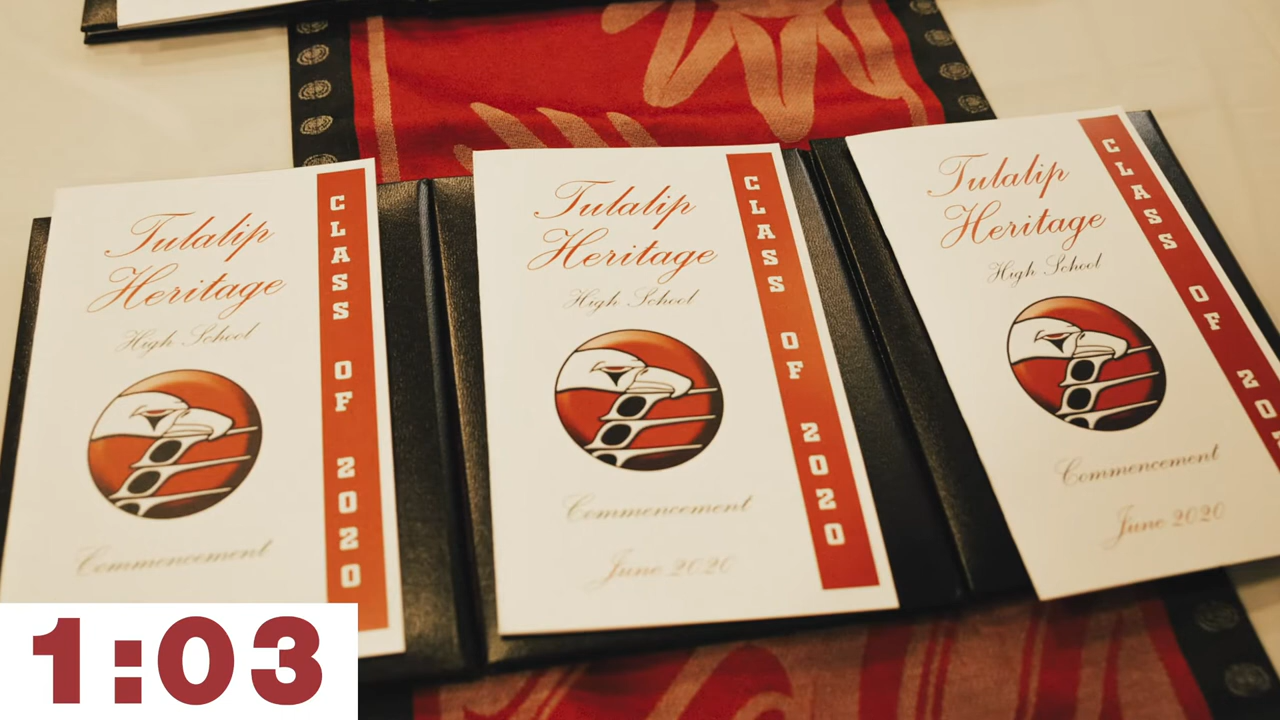 Tulalip
Heritage
High School
Commencement
CLASS OF 2020
Tulalip
Heritage
High School
Commencement
June 2020
CLASS OF 2020
Tulalip
Heritage
High School
Commencement
June 2020
CLASS OF 202
1:03